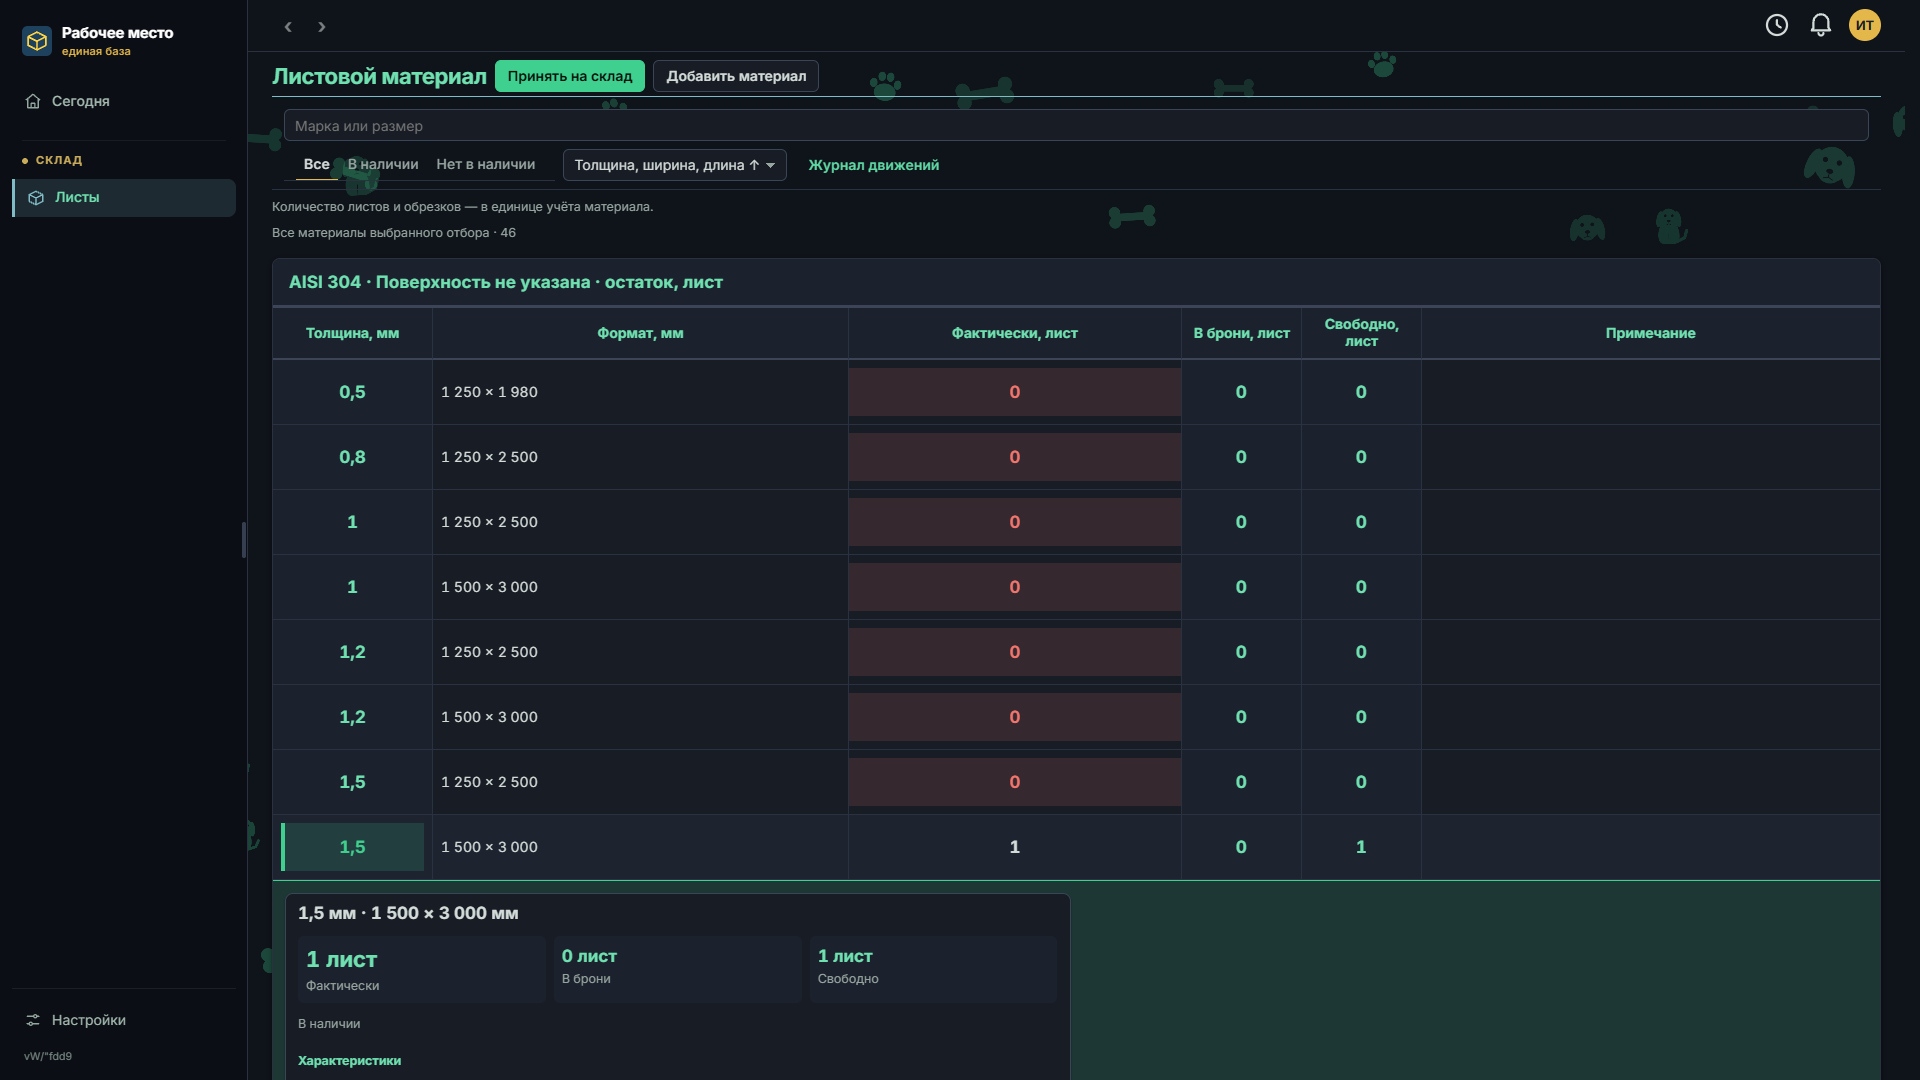 Рабочее место
единая база
Сегодня
СКЛАД
Листы
Настройки
vW/"fdd9
ИТ
Листовой материал
Принять на склад
Добавить материал
Марка или размер
Все
В наличии
Нет в наличии
Толщина, ширина, длина ↑
Журнал движений
Количество листов и обрезков — в единице учёта материала.
Все материалы выбранного отбора · 46
AISI 304 · Поверхность не указана · остаток, лист
Толщина, мм Формат, мм Фактически, лист В брони, лист Свободно, лист Примечание
0,5 1 250 × 1 980 0 0 0
0,8 1 250 × 2 500 0 0 0
1 1 250 × 2 500 0 0 0
1 1 500 × 3 000 0 0 0
1,2 1 250 × 2 500 0 0 0
1,2 1 500 × 3 000 0 0 0
1,5 1 250 × 2 500 0 0 0
1,5 1 500 × 3 000 1 0 1
1,5 мм · 1 500 × 3 000 мм
1 лист
Фактически
0 лист
В брони
1 лист
Свободно
В наличии
Характеристики